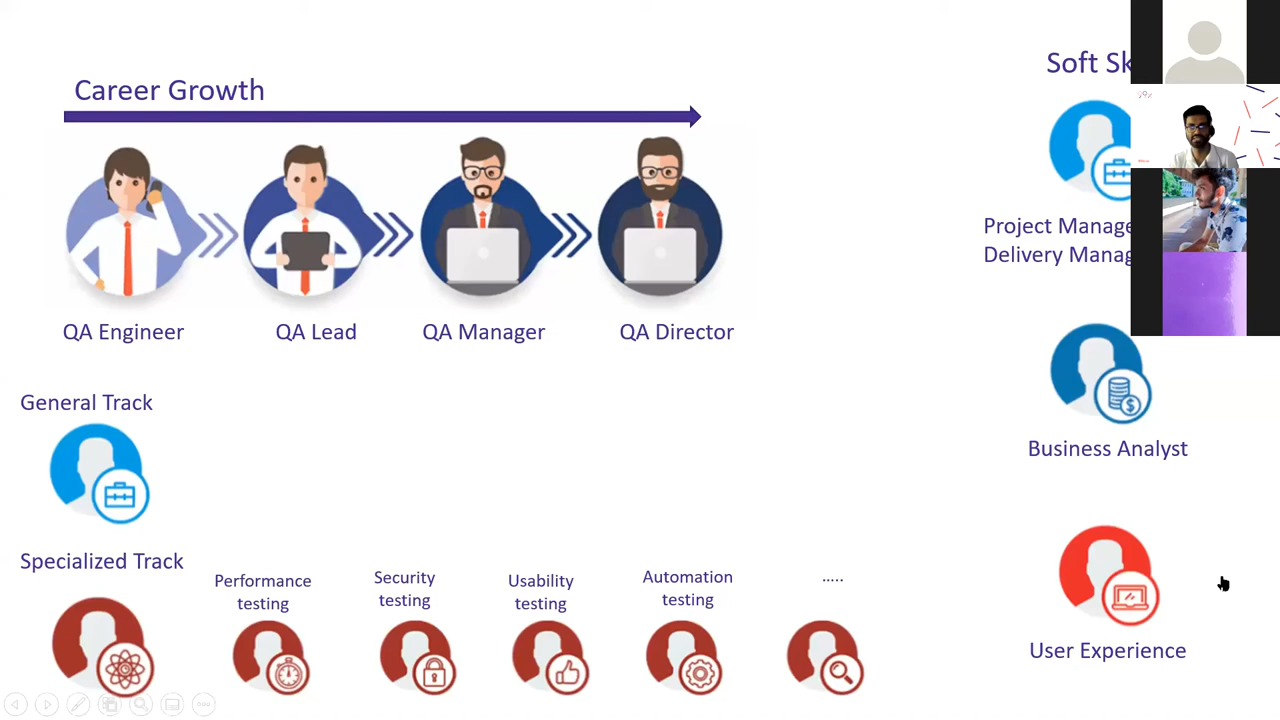 Career Growth
QA Engineer
QA Lead
QA Manager
QA Director
General Track
Specialized Track
Performance
testing
Security
testing
Usability
testing
Automation
testing
.....
Soft Sk
Project Manage
Delivery Manag
Business Analyst
User Experience